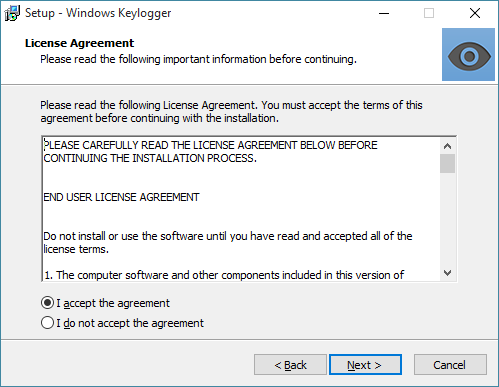 Setup - Windows Keylogger
License Agreement
Please read the following important information before continuing.
Please read the following License Agreement. You must accept the terms of this
agreement before continuing with the installation.
PLEASE CAREFULLY READ THE LICENSE AGREEMENT BELOW BEFORE
CONTINUING THE INSTALLATION PROCESS.
END USER LICENSE AGREEMENT
Do not install or use the software until you have read and accepted all of the
license terms.
1. The computer software and other components included in this version of
I accept the agreement
I do not accept the agreement
< Back Next > Cancel